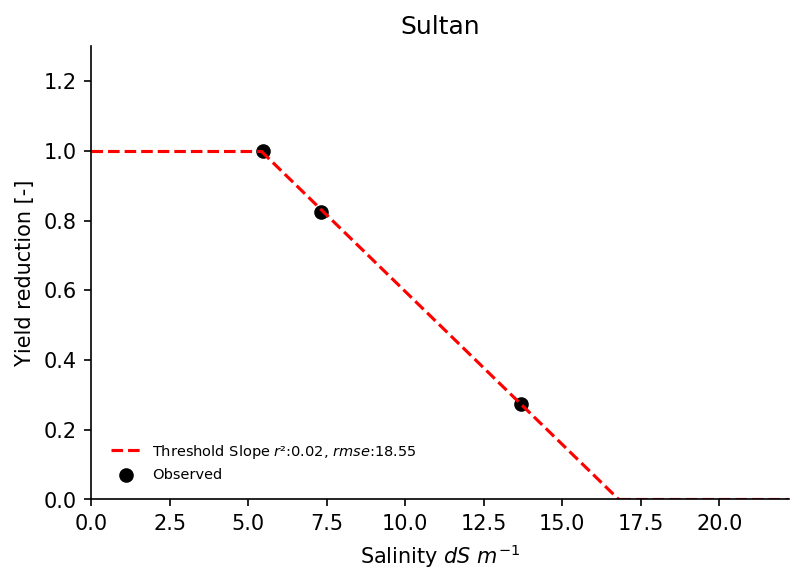 Sultan
Yield reduction [-]
1.2
1.0
0.8
0.6
0.4
0.2
0.0
Threshold Slope r²:0.02, rmse:18.55
Observed
0.0 2.5 5.0 7.5 10.0 12.5 15.0 17.5 20.0
Salinity dS m⁻¹